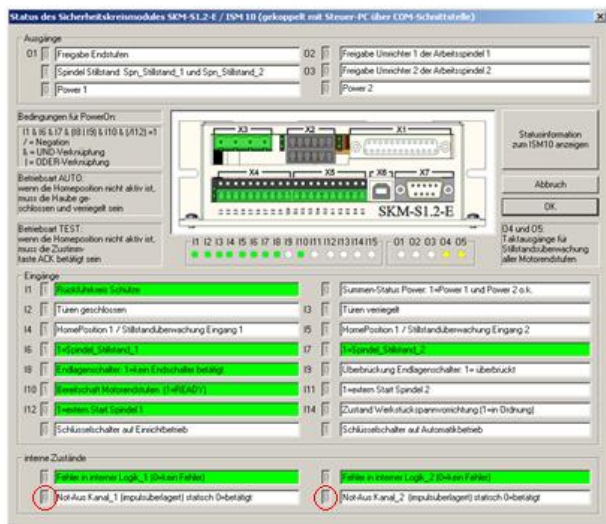 Status des Sicherheitskreismodules SKM-S1.2-E / ISM 10 (gekoppelt mit Steuer-PC über COM-Schnittstelle)
Ausgänge
O1 Freigabe Endstufen
O2 Freigabe Umrichter 1 der Arbeitsspindel 1
Spindel Stillstand: Spn_Stillstand_1 und Spn_Stillstand_2
O3 Freigabe Umrichter 2 der Arbeitsspindel 2
Power 1
Power 2
Bedingungen für PowerOn:
I1 & I6 & I7 & (I8 | I9) & I10 & (/I12) =1
/ = Negation
& = UND-Verknüpfung
| = ODER-Verknüpfung
Betriebsart AUTO:
wenn die Homeposition nicht aktiv ist,
muss die Haube ge-
schlossen und verriegelt sein
Betriebsart TEST:
wenn die Homeposition nicht aktiv ist,
muss die Zustimm-
taste ACK betätigt sein
X3 X2 X1
X4 X5 X6 X7
SKM-S1.2-E
I1 I2 I3 I4 I5 I6 I7 I8 I9 I10 I11 I12 I13 I14 I15 O1 O2 O3 O4 O5
Statusinformation
zum ISM10 anzeigen
Abbruch
OK
O4 und O5:
Taktausgänge für
Stillstandsüberwachung
aller Motorendstufen
Eingänge
I1 Rückführkreis Schütze
Summen-Status Power: 1=Power 1 und Power 2 o.k.
I2 Türen geschlossen
I3 Türen verriegelt
I4 HomePosition 1 / Stillstandüberwachung Eingang 1
I5 HomePosition 1 / Stillstandüberwachung Eingang 2
I6 1=Spindel_Stillstand_1
I7 1=Spindel_Stillstand_2
I8 Endlagenschalter: 1=kein Endschalter betätigt
I9 Überbrückung Endlagenschalter: 1= überbrückt
I10 Bereitschaft Motorendstufen (1=READY)
I11 1=extern Start Spindel 2
I12 1=extern Start Spindel 1
I14 Zustand Werkstückspannvorrichtung (1=in Ordnung)
Schlüsselschalter auf Einrichtbetrieb
Schlüsselschalter auf Automatikbetrieb
interne Zustände
Fehler in interner Logik_1 (0=kein Fehler)
Fehler in interner Logik_2 (0=kein Fehler)
Not-Aus Kanal_1 (impulsüberlagert) statisch 0=betätigt
Not-Aus Kanal_2 (impulsüberlagert) statisch 0=betätigt